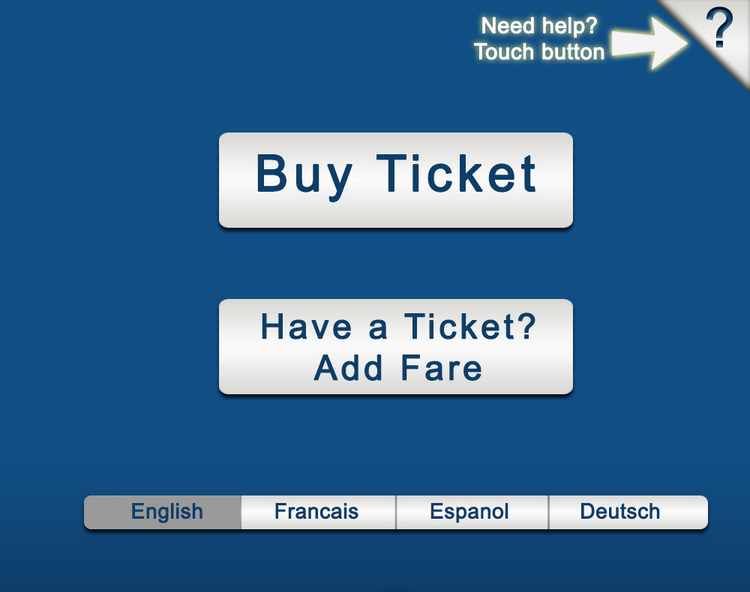 Need help?
Touch button
?
Buy Ticket
Have a Ticket?
Add Fare
English
Francais
Espanol
Deutsch